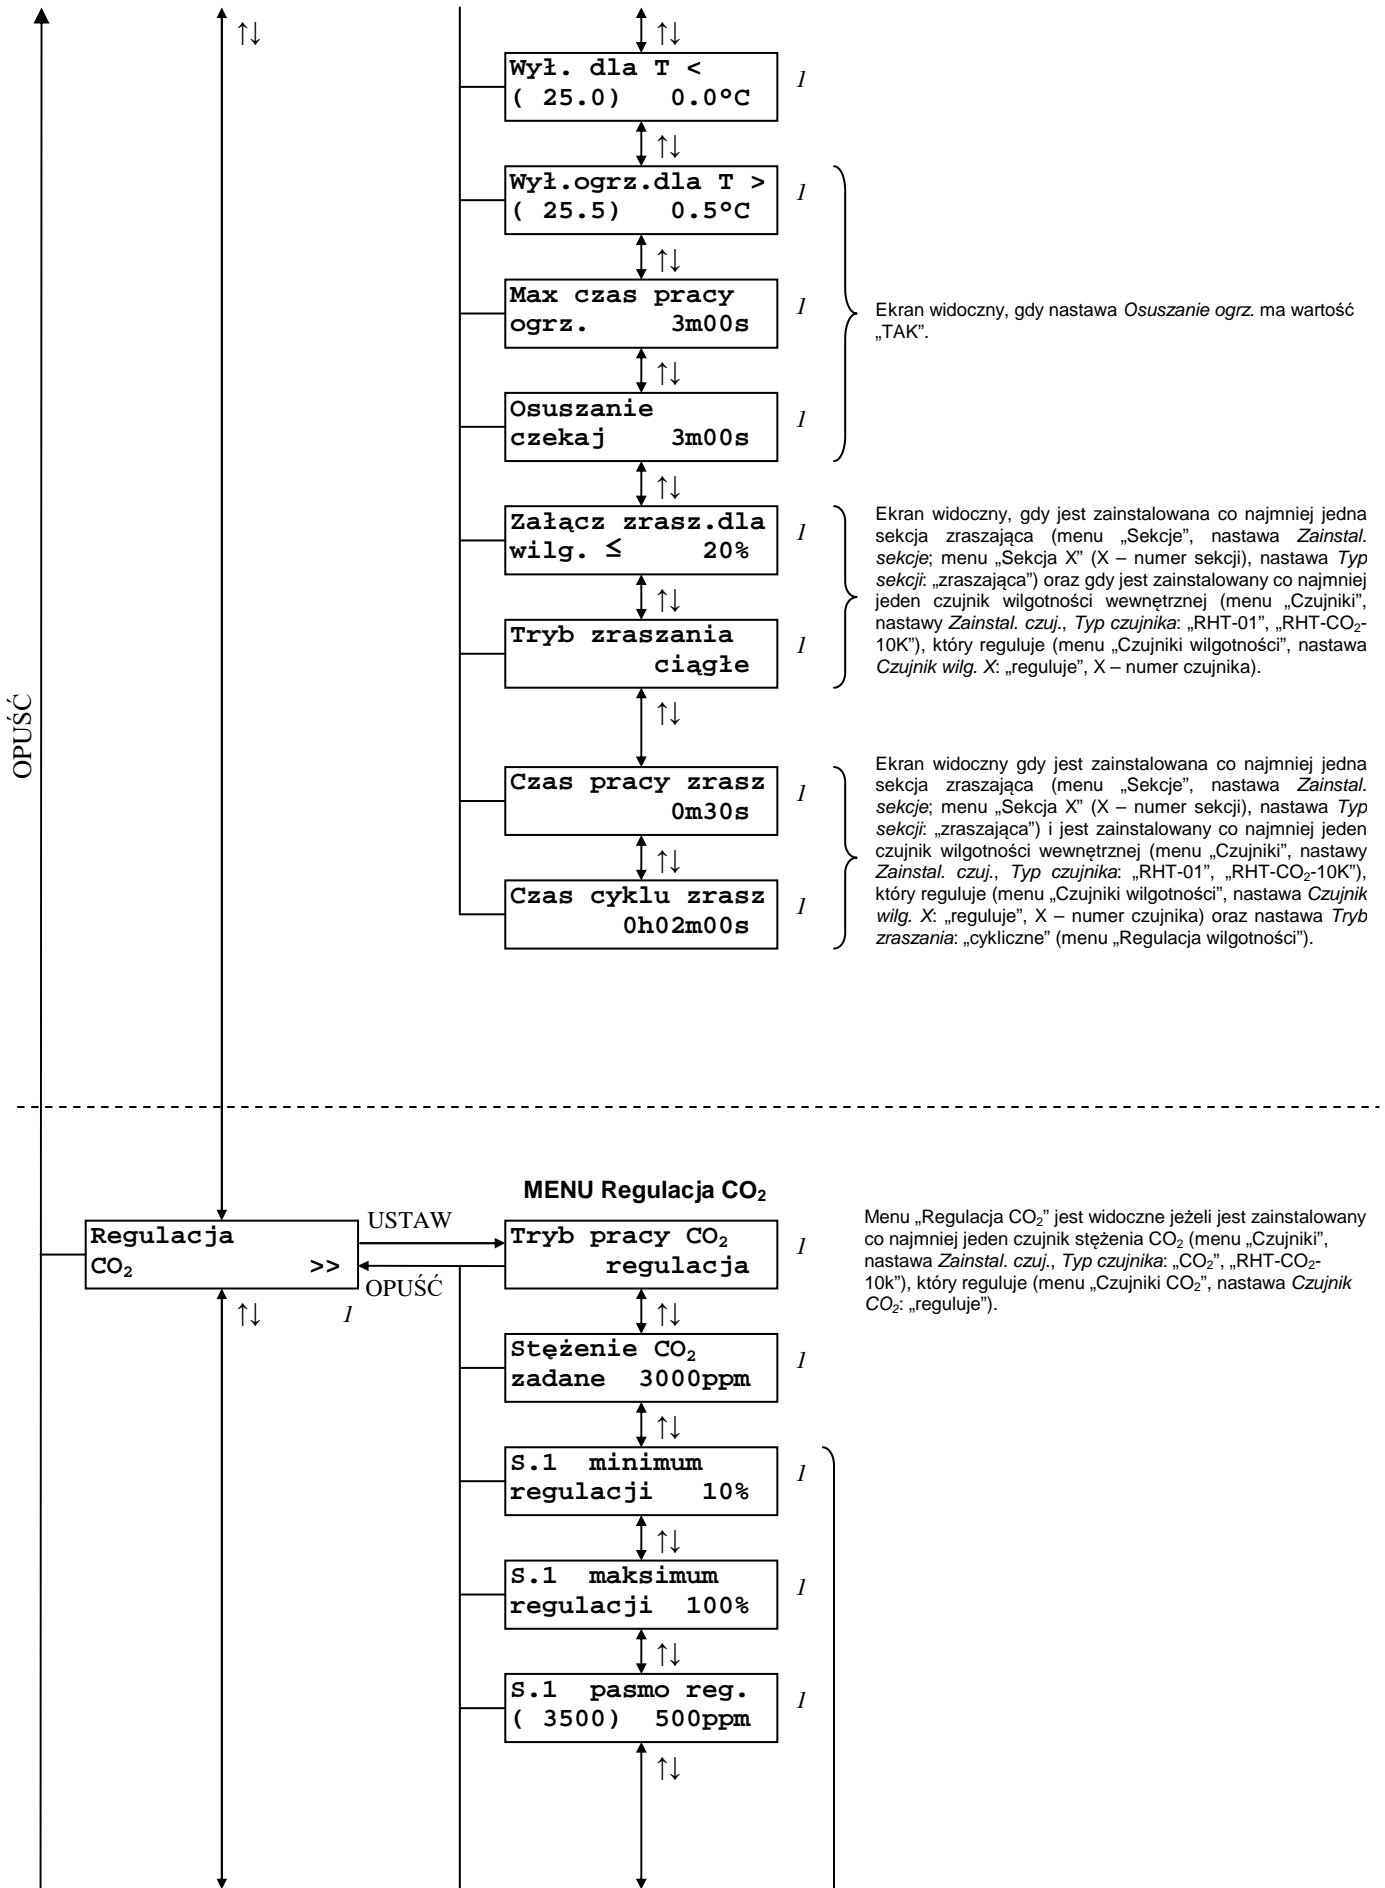 ↑↓
↑↓
Wył. dla T <
( 25.0) 0.0°C
1
↑↓
Wył.ogrz.dla T >
( 25.5) 0.5°C
1
↑↓
Max czas pracy
ogrz. 3m00s
1
↑↓
Osuszanie
czekaj 3m00s
1
Ekran widoczny, gdy nastawa Osuszanie ogrz. ma wartość
„TAK”.
↑↓
Załącz zrasz.dla
wilg. ≤ 20%
1
↑↓
Tryb zraszania
ciągłe
1
Ekran widoczny, gdy jest zainstalowana co najmniej jedna
sekcja zraszająca (menu „Sekcje”, nastawa Zainstal.
sekcje; menu „Sekcja X” (X – numer sekcji), nastawa Typ
sekcji: „zraszająca”) oraz gdy jest zainstalowany co najmniej
jeden czujnik wilgotności wewnętrznej (menu „Czujniki”,
nastawy Zainstal. czuj., Typ czujnika: „RHT-01”, „RHT-CO₂-
10K”), który reguluje (menu „Czujniki wilgotności”, nastawa
Czujnik wilg. X: „reguluje”, X – numer czujnika).
↑↓
OPUŚĆ
Czas pracy zrasz
0m30s
1
↑↓
Czas cyklu zrasz
0h02m00s
1
Ekran widoczny gdy jest zainstalowana co najmniej jedna
sekcja zraszająca (menu „Sekcje”, nastawa Zainstal.
sekcje; menu „Sekcja X” (X – numer sekcji), nastawa Typ
sekcji: „zraszająca”) i jest zainstalowany co najmniej jeden
czujnik wilgotności wewnętrznej (menu „Czujniki”, nastawy
Zainstal. czuj., Typ czujnika: „RHT-01”, „RHT-CO₂-10K”),
który reguluje (menu „Czujniki wilgotności”, nastawa Czujnik
wilg. X: „reguluje”, X – numer czujnika) oraz nastawa Tryb
zraszania: „cykliczne” (menu „Regulacja wilgotności”).
MENU Regulacja CO₂
Regulacja
CO₂ >>
USTAW
OPUŚĆ
↑↓
1
Tryb pracy CO₂
regulacja
1
Menu „Regulacja CO₂” jest widoczne jeżeli jest zainstalowany
co najmniej jeden czujnik stężenia CO₂ (menu „Czujniki”,
nastawa Zainstal. czuj., Typ czujnika: „CO₂”, „RHT-CO₂-
10k”), który reguluje (menu „Czujniki CO₂”, nastawa Czujnik
CO₂: „reguluje”).
↑↓
Stężenie CO₂
zadane 3000ppm
1
↑↓
S.1 minimum
regulacji 10%
1
↑↓
S.1 maksimum
regulacji 100%
1
↑↓
S.1 pasmo reg.
( 3500) 500ppm
1
↑↓